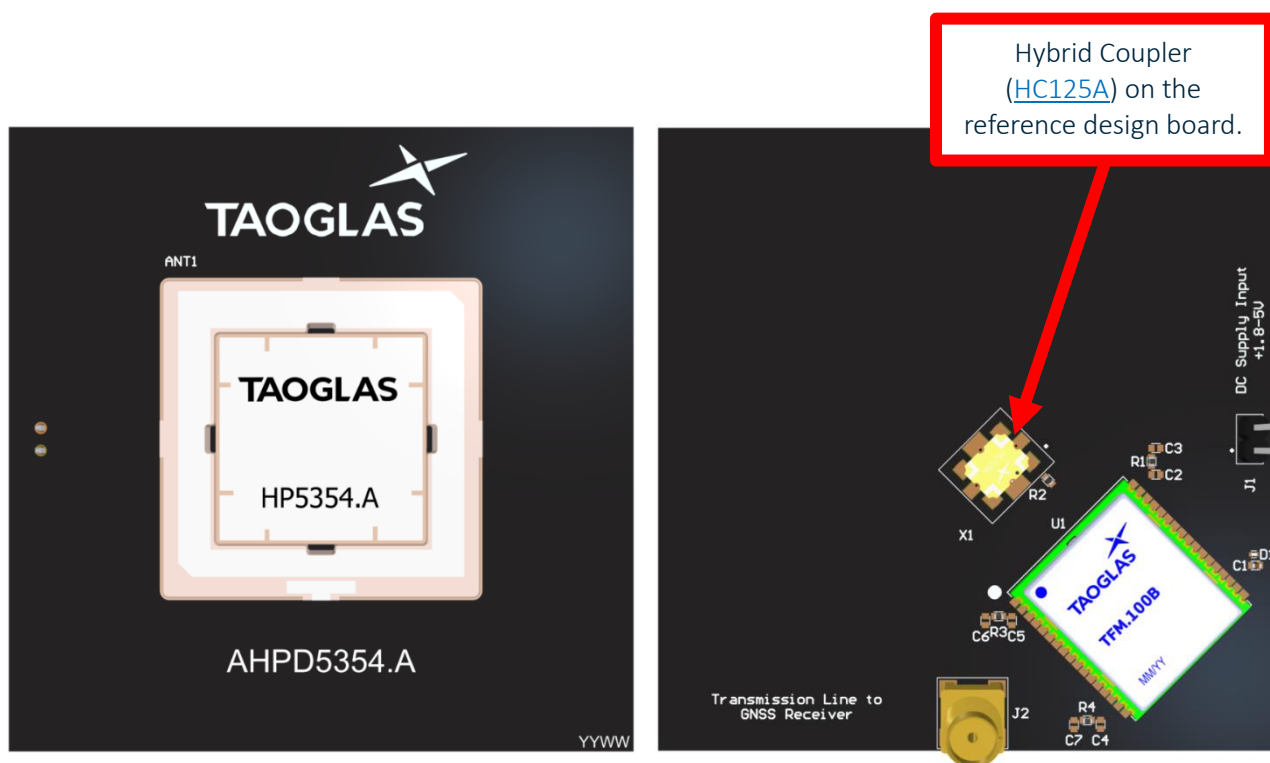 Hybrid Coupler
(HC125A) on the
reference design board.
TAOGLAS
ANT1
TAOGLAS
HP5354.A
AHPD5354.A
YYWW
DC Supply Input
+1.8-5V
J1
C3
R1
C2
R2
X1
U1
TAOGLAS
TFM.100B
MM/YY
C1
C6 R3 C5
Transmission Line to
GNSS Receiver
J2
R4
C7 C4